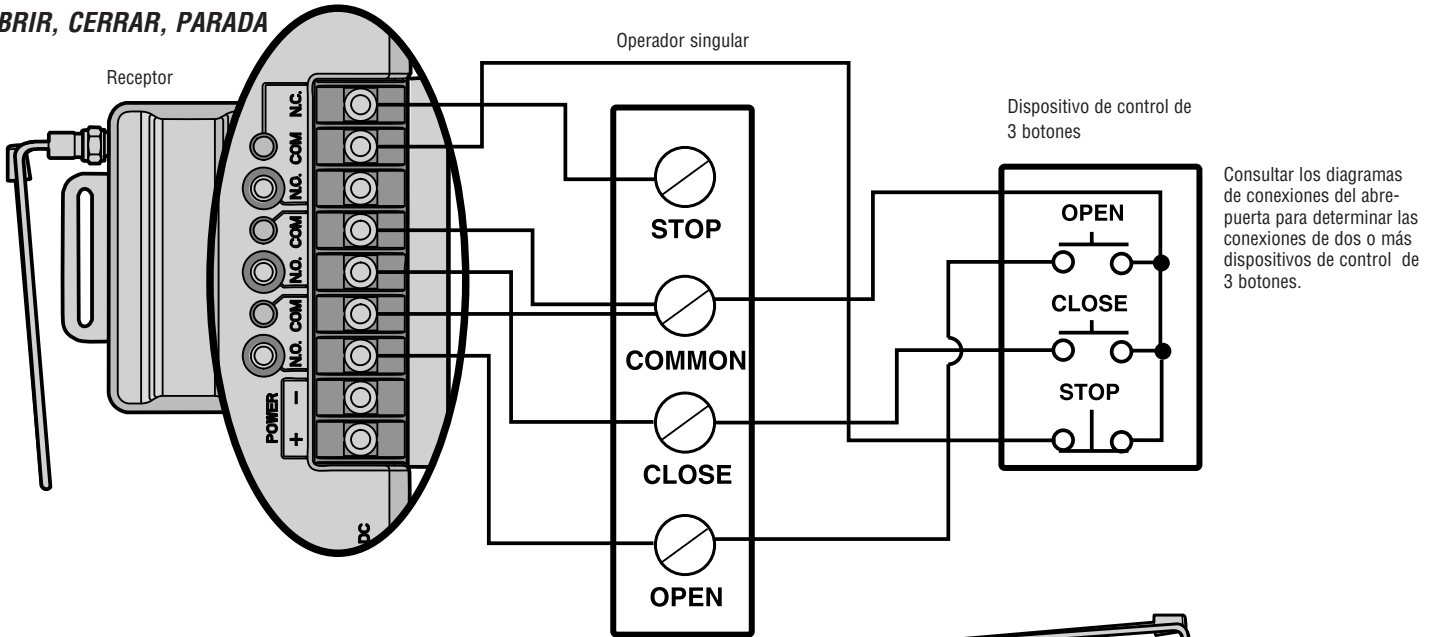 BRIR, CERRAR, PARADA
Receptor
N.C.
COM
N.O.
COM
N.O.
COM
N.O.
POWER
-
+
DC
Operador singular
STOP
COMMON
CLOSE
OPEN
Dispositivo de control de
3 botones
OPEN
CLOSE
STOP
Consultar los diagramas
de conexiones del abre-
puerta para determinar las
conexiones de dos o más
dispositivos de control de
3 botones.